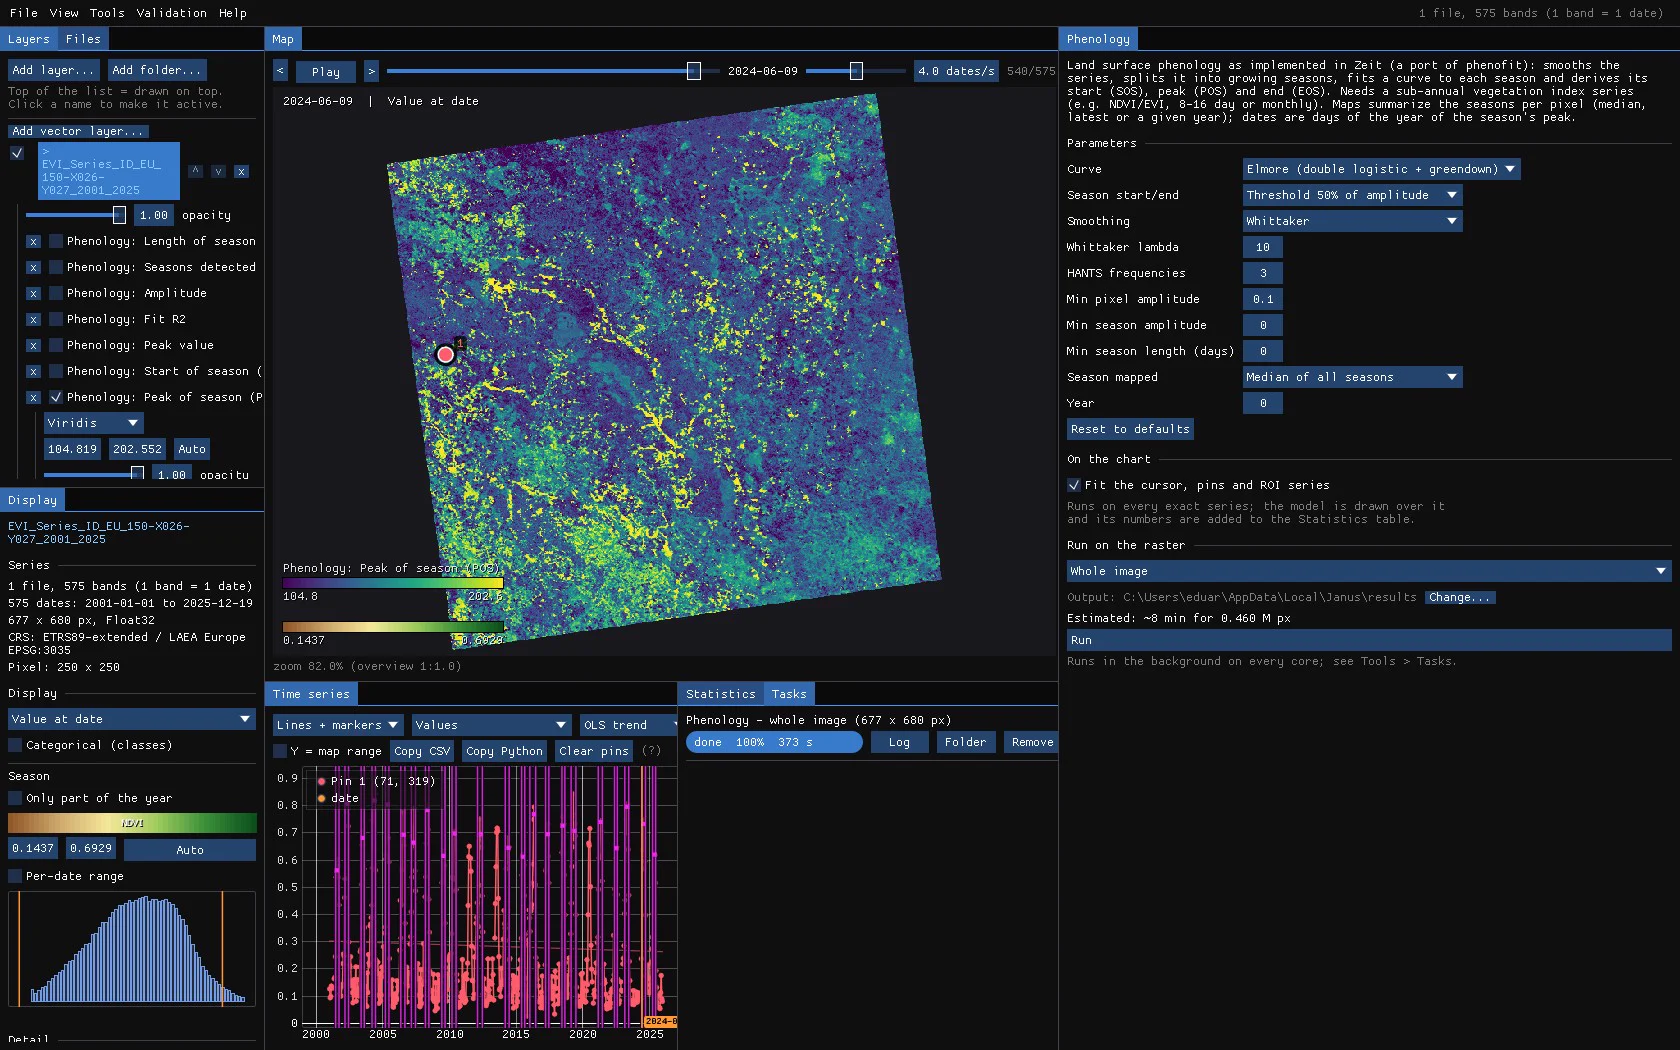 File View Tools Validation Help
1 file, 575 bands (1 band = 1 date)
Layers Files
Add layer... Add folder...
Top of the list = drawn on top.
Click a name to make it active.
Add vector layer...
>
EVI_Series_ID_EU_
150-X026-
Y027_2001_2025
^ v x
1.00 opacity
x Phenology: Length of season
x Phenology: Seasons detected
x Phenology: Amplitude
x Phenology: Fit R2
x Phenology: Peak value
x Phenology: Start of season (
x Phenology: Peak of season (P
Viridis
104.819 202.552 Auto
1.00 opacity
Display
EVI_Series_ID_EU_150-X026-
Y027_2001_2025
Series
1 file, 575 bands (1 band = 1 date)
575 dates: 2001-01-01 to 2025-12-19
677 x 680 px, Float32
CRS: ETRS89-extended / LAEA Europe
EPSG:3035
Pixel: 250 x 250
Display
Value at date
Categorical (classes)
Season
Only part of the year
NDVI
0.1437 0.6929 Auto
Per-date range
Detail
Map
< Play > 2024-06-09 4.0 dates/s 540/575
2024-06-09 | Value at date
1
Phenology: Peak of season (POS)
104.8 202.6
0.1437 0.6929
zoom 82.0% (overview 1:1.0)
Time series
Lines + markers Values OLS trend
Y = map range Copy CSV Copy Python Clear pins (?)
Pin 1 (71, 319)
date
0.9
0.8
0.7
0.6
0.5
0.4
0.3
0.2
0.1
0
2024-0
2000 2005 2010 2015 2020 2025
Statistics Tasks
Phenology - whole image (677 x 680 px)
done 100% 373 s Log Folder Remove
Phenology
Land surface phenology as implemented in Zeit (a port of phenofit): smooths the
series, splits it into growing seasons, fits a curve to each season and derives its
start (SOS), peak (POS) and end (EOS). Needs a sub-annual vegetation index series
(e.g. NDVI/EVI, 8-16 day or monthly). Maps summarize the seasons per pixel (median,
latest or a given year); dates are days of the year of the season's peak.
Parameters
Curve Elmore (double logistic + greendown)
Season start/end Threshold 50% of amplitude
Smoothing Whittaker
Whittaker lambda 10
HANTS frequencies 3
Min pixel amplitude 0.1
Min season amplitude 0
Min season length (days) 0
Season mapped Median of all seasons
Year 0
Reset to defaults
On the chart
Fit the cursor, pins and ROI series
Runs on every exact series; the model is drawn over it
and its numbers are added to the Statistics table.
Run on the raster
Whole image
Output: C:\Users\eduar\AppData\Local\Janus\results Change...
Estimated: ~8 min for 0.460 M px
Run
Runs in the background on every core; see Tools > Tasks.